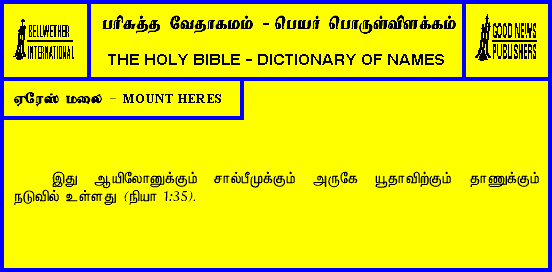 BELLWETHER
INTERNATIONAL
பரிசுத்த வேதாகமம் - பெயர் பொருள்விளக்கம்
THE HOLY BIBLE - DICTIONARY OF NAMES
GOOD NEWS
PUBLISHERS
ஏரேஸ் மலை - MOUNT HERES
இது ஆயிலோனுக்கும் சால்பீமுக்கும் அருகே யூதாவிற்கும் தாணுக்கும்
நடுவில் உள்ளது (நியா 1:35).